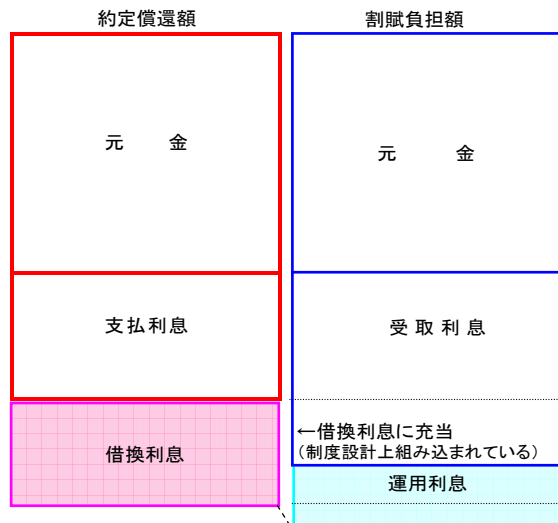 約定償還額
割賦負担額
元　　金
元　　金
支払利息
受取利息
←借換利息に充当
（制度設計上組み込まれている）
借換利息
運用利息